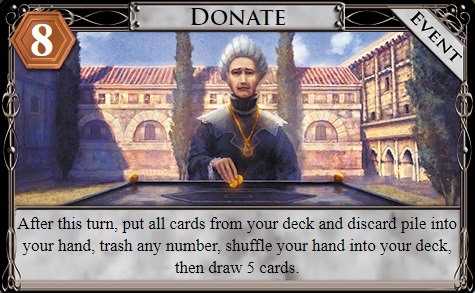 DONATE
8
EVENT
After this turn, put all cards from your deck and discard pile into
your hand, trash any number, shuffle your hand into your deck,
then draw 5 cards.